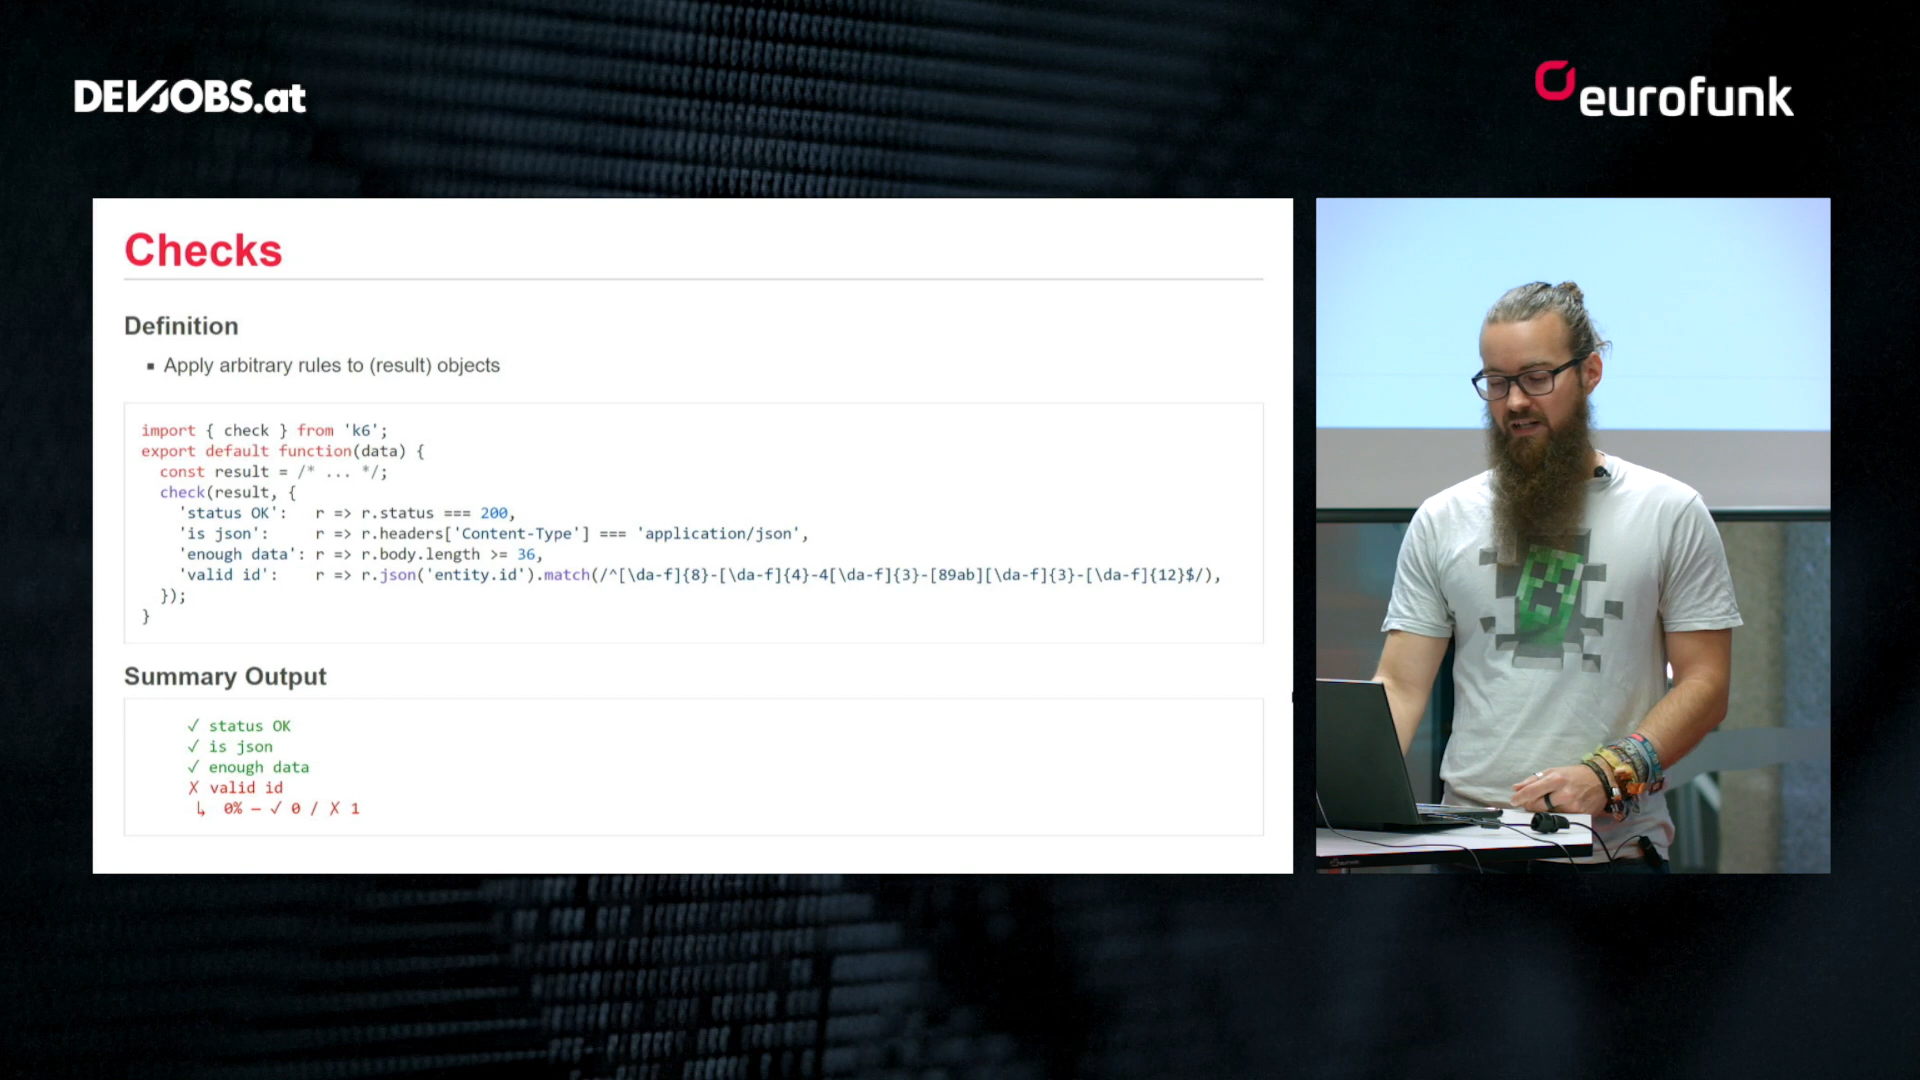 DEVJOBS.at
eurofunk
Checks
Definition
▪ Apply arbitrary rules to (result) objects
import { check } from 'k6';
export default function(data) {
  const result = /* ... */;
  check(result, {
    'status OK':   r => r.status === 200,
    'is json':     r => r.headers['Content-Type'] === 'application/json',
    'enough data': r => r.body.length >= 36,
    'valid id':    r => r.json('entity.id').match(/^[\da-f]{8}-[\da-f]{4}-4[\da-f]{3}-[89ab][\da-f]{3}-[\da-f]{12}$/),
  });
}
Summary Output
✓ status OK
✓ is json
✓ enough data
✗ valid id
↳  0% — ✓ 0 / ✗ 1